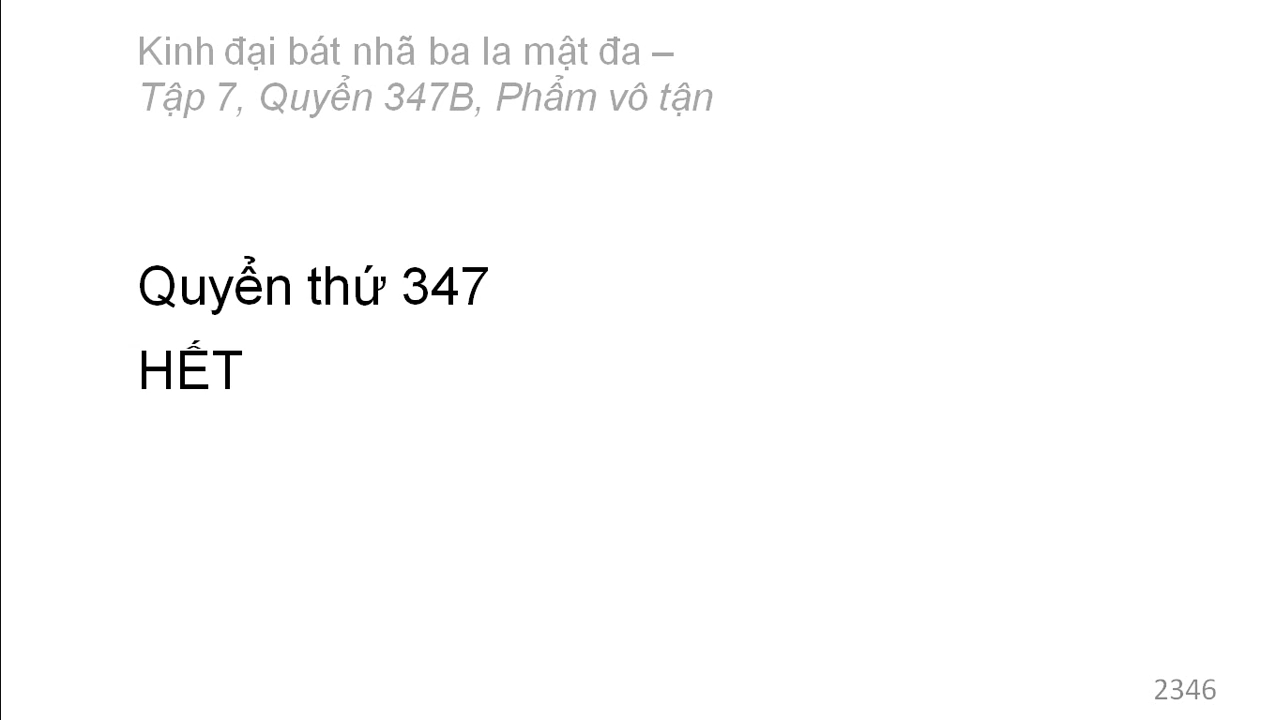 Kinh đại bát nhã ba la mật đa –
Tập 7, Quyển 347B, Phẩm vô tận
Quyển thứ 347
HẾT
2346